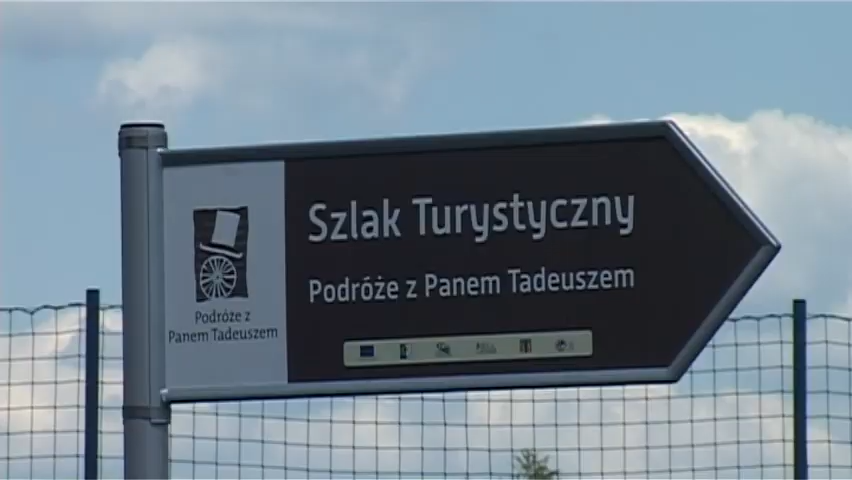 Szlak Turystyczny
Podróże z Panem Tadeuszem
Podróże z
Panem Tadeuszem